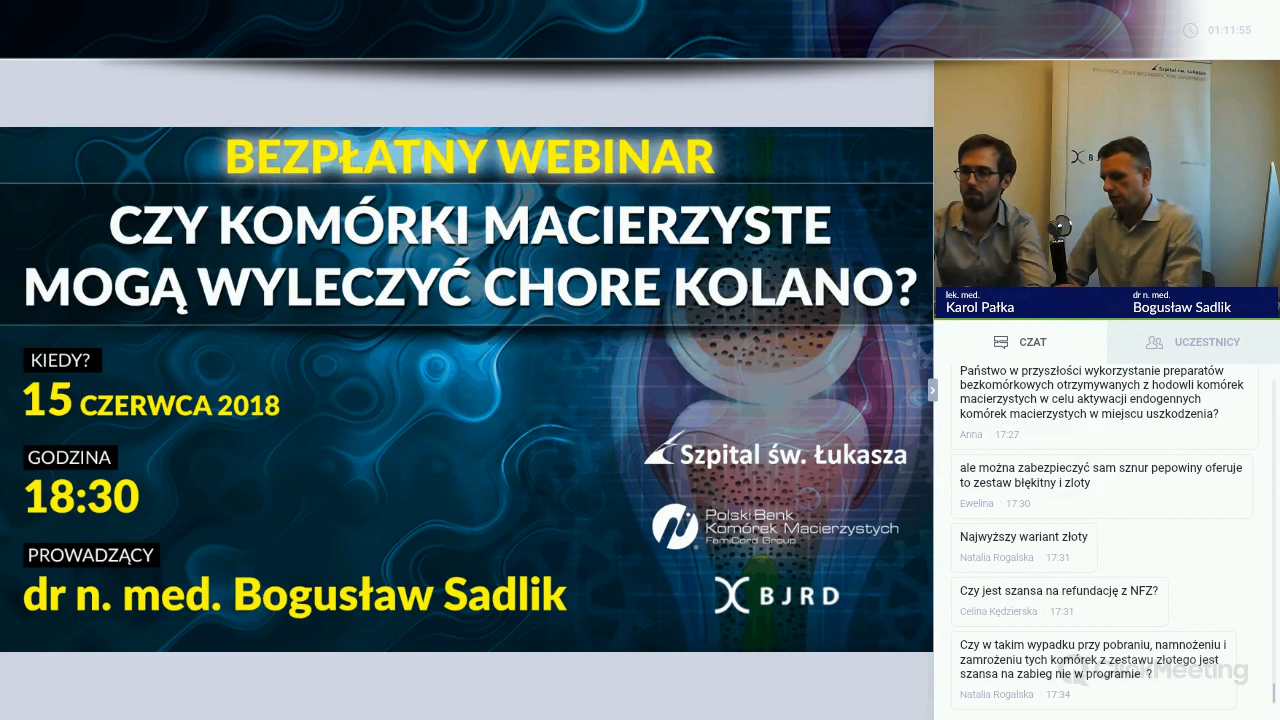 01:11:55
BEZPŁATNY WEBINAR
CZY KOMÓRKI MACIERZYSTE
MOGĄ WYLECZYĆ CHORE KOLANO?
KIEDY?
15 CZERWCA 2018
GODZINA
18:30
PROWADZĄCY
dr n. med. Bogusław Sadlik
Szpital św. Łukasza
Polski Bank
Komórek Macierzystych
FamiCord Group
BJRD
Szpital św. Łukasza
B J
lek. med.
Karol Pałka
dr n. med.
Bogusław Sadlik
CZAT
UCZESTNICY
Państwo w przyszłości wykorzystanie preparatów
bezkomórkowych otrzymywanych z hodowli komórek
macierzystych w celu aktywacji endogennych
komórek macierzystych w miejscu uszkodzenia?
Anna 17:27
ale można zabezpieczyć sam sznur pepowiny oferuje
to zestaw błękitny i zloty
Ewelina 17:30
Najwyższy wariant złoty
Natalia Rogalska 17:31
Czy jest szansa na refundację z NFZ?
Celina Kędzierska 17:31
Czy w takim wypadku przy pobraniu, namnożeniu i
zamrożeniu tych komórek z zestawu złotego jest
szansa na zabieg nie w programie ?
Natalia Rogalska 17:34
ClickMeeting